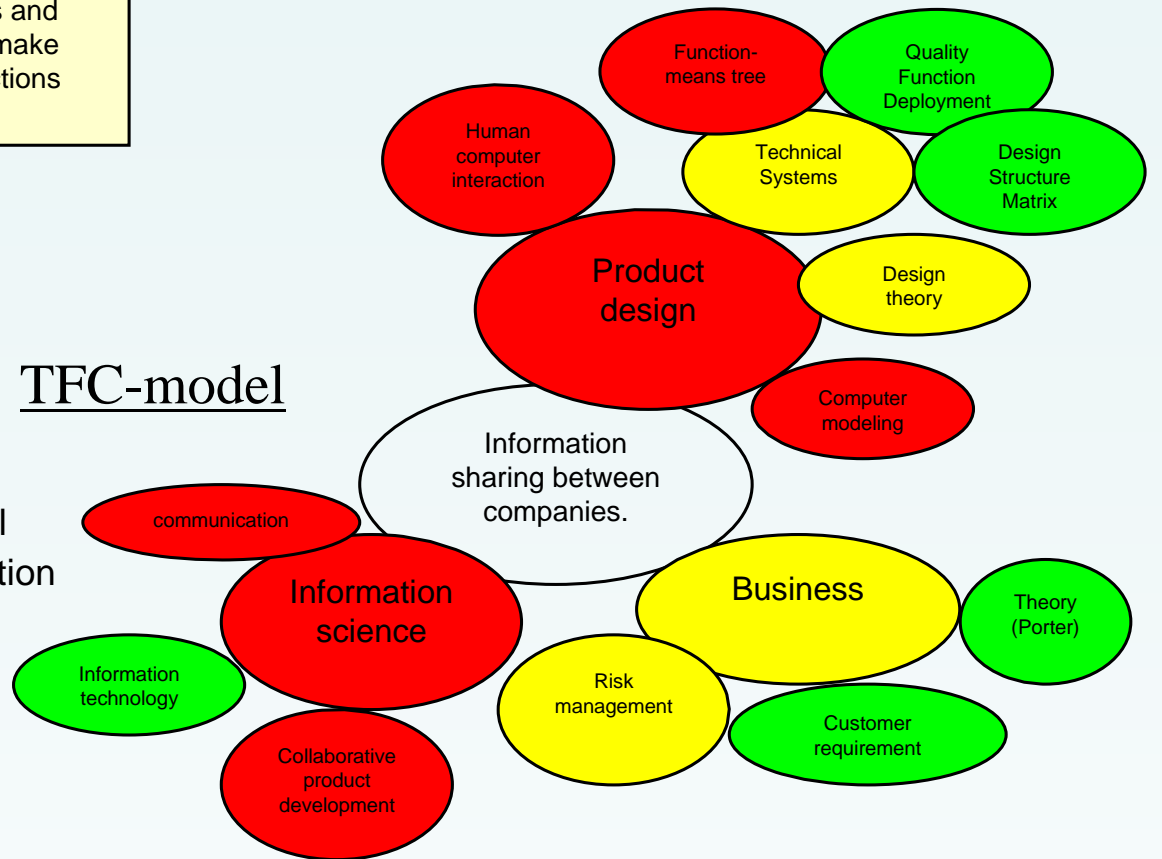 s and
make
ctions
Function-
means tree
Quality
Function
Deployment
Human
computer
interaction
Technical
Systems
Design
Structure
Matrix
Product
design
Design
theory
TFC-model
Computer
modeling
Information
sharing between
companies.
communication
l
tion
Information
science
Business
Theory
(Porter)
Information
technology
Risk
management
Customer
requirement
Collaborative
product
development